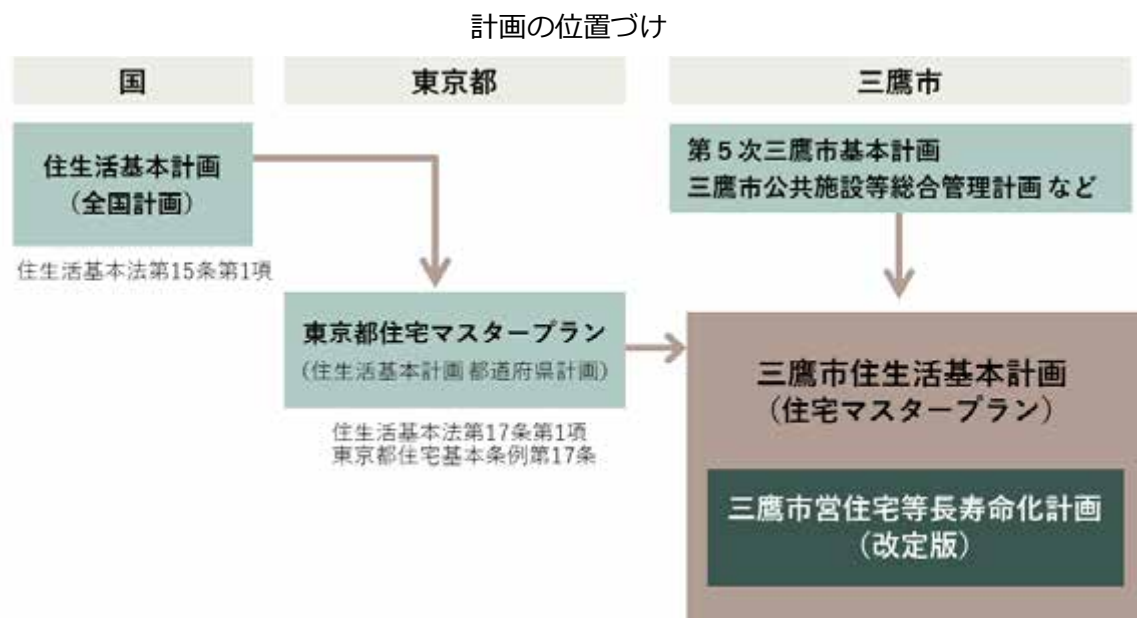 計画の位置づけ
国
東京都
三鷹市
住生活基本計画
（全国計画）
住生活基本法第15条第1項
東京都住宅マスタープラン
（住生活基本計画 都道府県計画）
住生活基本法第17条第1項
東京都住宅基本条例第17条
第５次三鷹市基本計画
三鷹市公共施設等総合管理計画 など
三鷹市住生活基本計画
（住宅マスタープラン）
三鷹市営住宅等長寿命化計画
（改定版）